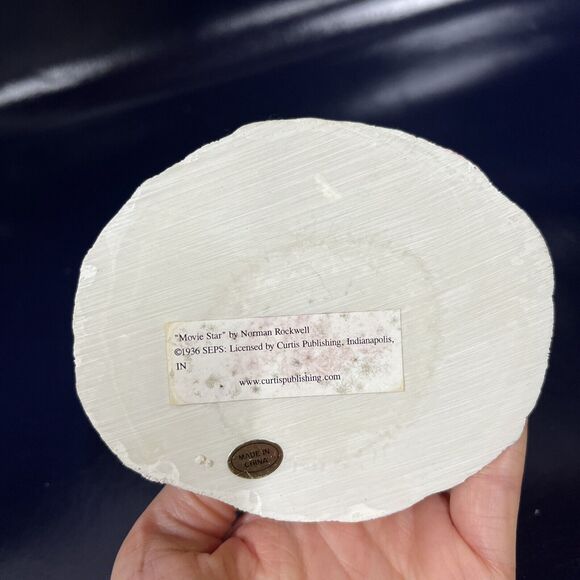 "Movie Star" by Norman Rockwell
©1936 SEPS: Licensed by Curtis Publishing, Indianapolis,
IN
www.curtispublishing.com
MADE IN
CHINA